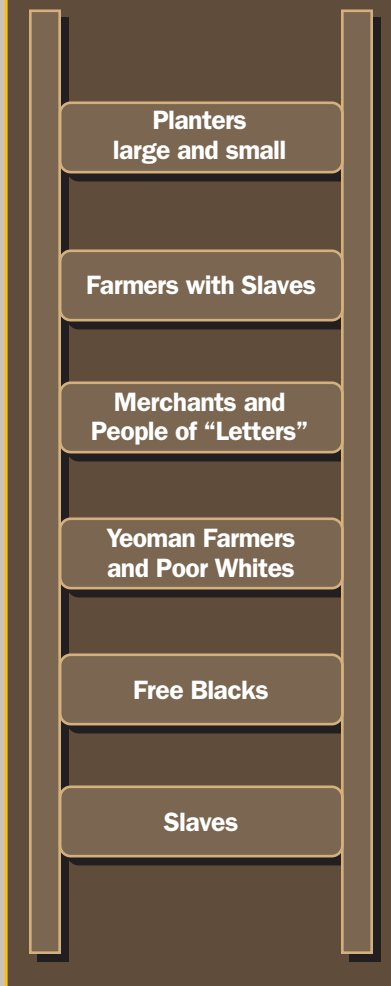 Planters
large and small
Farmers with Slaves
Merchants and
People of “Letters”
Yeoman Farmers
and Poor Whites
Free Blacks
Slaves